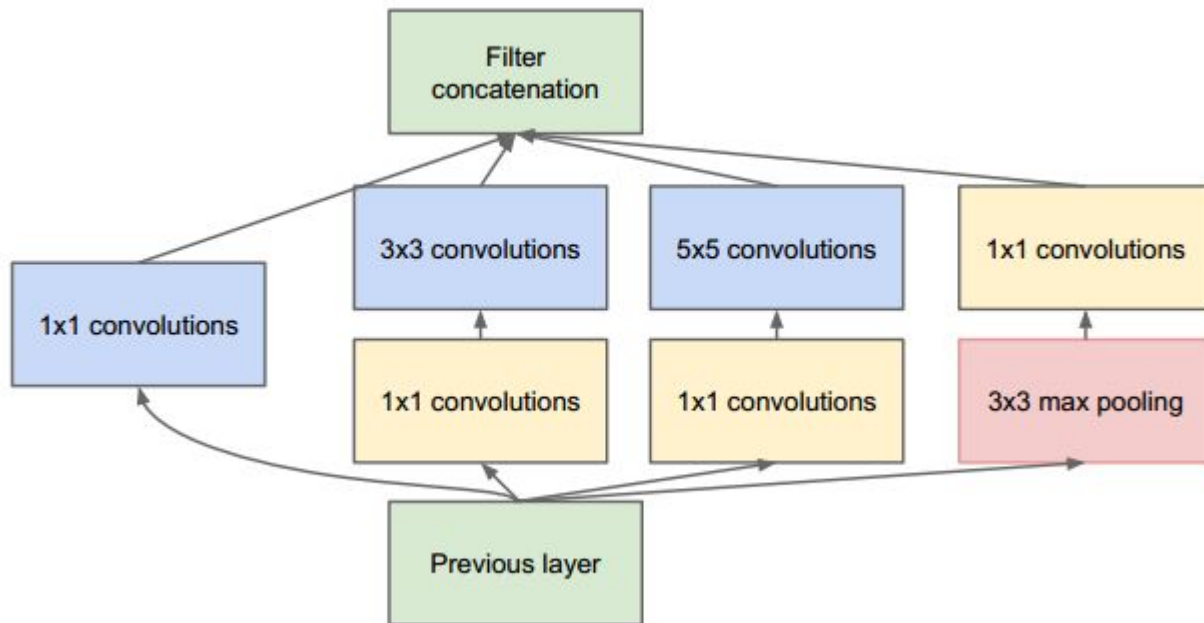 Filter
concatenation
3x3 convolutions
5x5 convolutions
1x1 convolutions
1x1 convolutions
1x1 convolutions
1x1 convolutions
3x3 max pooling
Previous layer